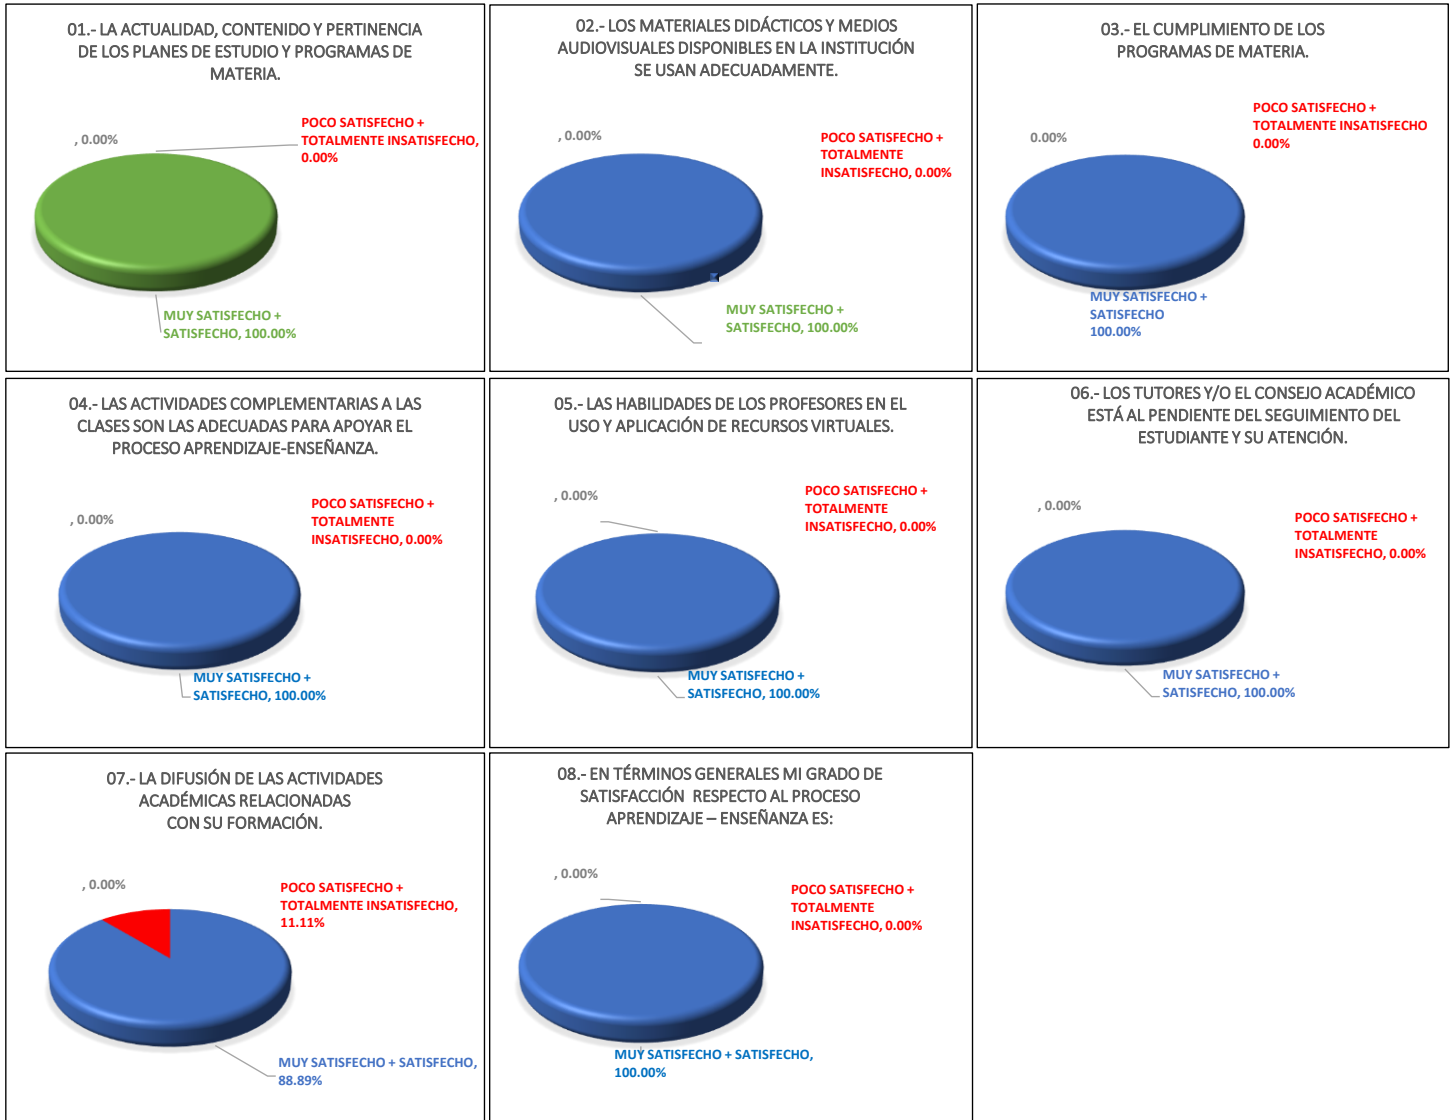 01.- LA ACTUALIDAD, CONTENIDO Y PERTINENCIA
DE LOS PLANES DE ESTUDIO Y PROGRAMAS DE
MATERIA.
, 0.00%
POCO SATISFECHO +
TOTALMENTE INSATISFECHO,
0.00%
MUY SATISFECHO +
SATISFECHO, 100.00%
02.- LOS MATERIALES DIDÁCTICOS Y MEDIOS
AUDIOVISUALES DISPONIBLES EN LA INSTITUCIÓN
SE USAN ADECUADAMENTE.
, 0.00%
POCO SATISFECHO +
TOTALMENTE
INSATISFECHO, 0.00%
MUY SATISFECHO +
SATISFECHO, 100.00%
03.- EL CUMPLIMIENTO DE LOS
PROGRAMAS DE MATERIA.
0.00%
POCO SATISFECHO +
TOTALMENTE INSATISFECHO
0.00%
MUY SATISFECHO +
SATISFECHO
100.00%
04.- LAS ACTIVIDADES COMPLEMENTARIAS A LAS
CLASES SON LAS ADECUADAS PARA APOYAR EL
PROCESO APRENDIZAJE-ENSEÑANZA.
, 0.00%
POCO SATISFECHO +
TOTALMENTE
INSATISFECHO, 0.00%
MUY SATISFECHO +
SATISFECHO, 100.00%
05.- LAS HABILIDADES DE LOS PROFESORES EN EL
USO Y APLICACIÓN DE RECURSOS VIRTUALES.
, 0.00%
POCO SATISFECHO +
TOTALMENTE
INSATISFECHO, 0.00%
MUY SATISFECHO +
SATISFECHO, 100.00%
06.- LOS TUTORES Y/O EL CONSEJO ACADÉMICO
ESTÁ AL PENDIENTE DEL SEGUIMIENTO DEL
ESTUDIANTE Y SU ATENCIÓN.
, 0.00%
POCO SATISFECHO +
TOTALMENTE
INSATISFECHO, 0.00%
MUY SATISFECHO +
SATISFECHO, 100.00%
07.- LA DIFUSIÓN DE LAS ACTIVIDADES
ACADÉMICAS RELACIONADAS
CON SU FORMACIÓN.
, 0.00%
POCO SATISFECHO +
TOTALMENTE INSATISFECHO,
11.11%
MUY SATISFECHO + SATISFECHO,
88.89%
08.- EN TÉRMINOS GENERALES MI GRADO DE
SATISFACCIÓN RESPECTO AL PROCESO
APRENDIZAJE – ENSEÑANZA ES:
, 0.00%
POCO SATISFECHO +
TOTALMENTE
INSATISFECHO, 0.00%
MUY SATISFECHO + SATISFECHO,
100.00%